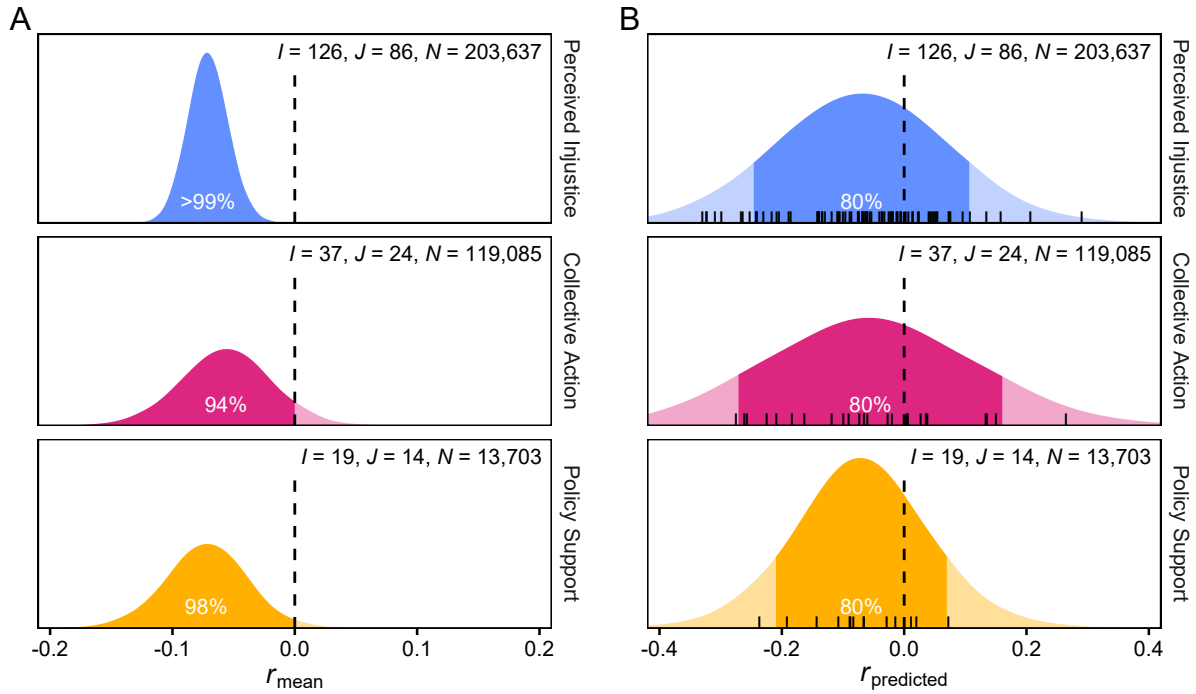 A
I = 126, J = 86, N = 203,637
>99%
Perceived Injustice
I = 37, J = 24, N = 119,085
94%
Collective Action
I = 19, J = 14, N = 13,703
98%
Policy Support
-0.2 -0.1 0.0 0.1 0.2
r mean
B
I = 126, J = 86, N = 203,637
80%
Perceived Injustice
I = 37, J = 24, N = 119,085
80%
Collective Action
I = 19, J = 14, N = 13,703
80%
Policy Support
-0.4 -0.2 0.0 0.2 0.4
r predicted